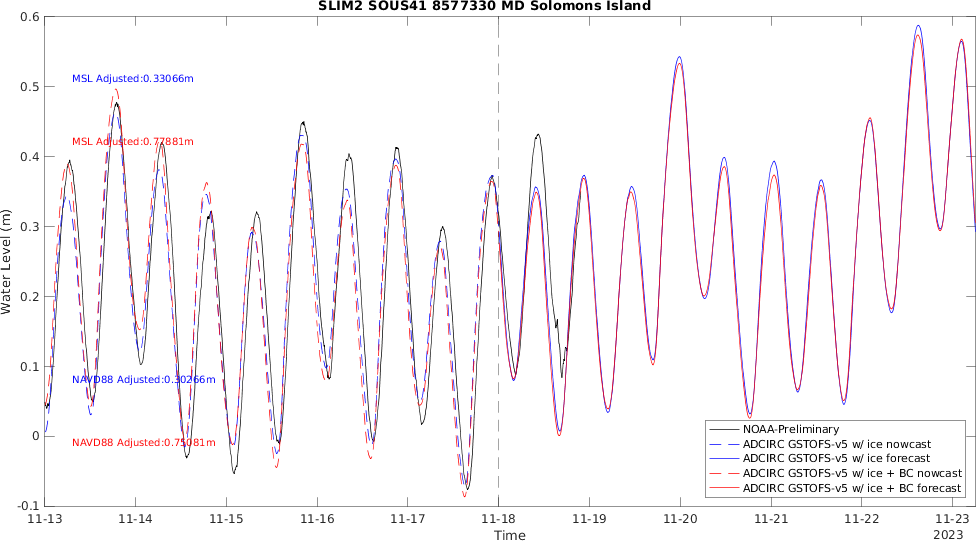 SLIM2 SOUS41 8577330 MD Solomons Island
Water Level (m)
0.6
0.5
0.4
0.3
0.2
0.1
0
-0.1
MSL Adjusted:0.33066m
MSL Adjusted:0.77881m
NAVD88 Adjusted:0.30266m
NAVD88 Adjusted:0.75081m
NOAA-Preliminary
ADCIRC GSTOFS-v5 w/ ice nowcast
ADCIRC GSTOFS-v5 w/ ice forecast
ADCIRC GSTOFS-v5 w/ ice + BC nowcast
ADCIRC GSTOFS-v5 w/ ice + BC forecast
11-13 11-14 11-15 11-16 11-17 11-18 11-19 11-20 11-21 11-22 11-23
Time
2023